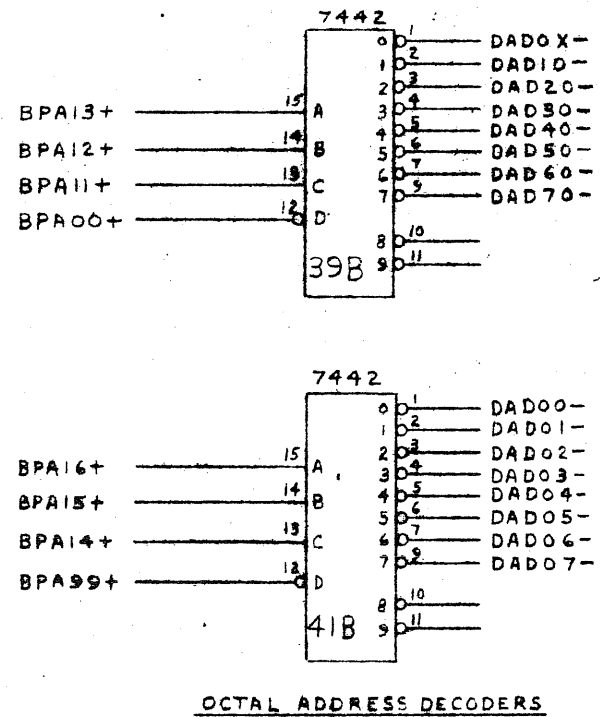 7442
0 1 DAD0X-
1 2 DAD10-
2 3 DAD20-
BPA13+ 15 A 3 4 DAD30-
4 5 DAD40-
BPA12+ 14 B 5 6 DAD50-
BPA11+ 13 C 6 7 DAD60-
7 9 DAD70-
BPA00+ 12 D
8 10
39B 9 11
7442
0 1 DAD00-
1 2 DAD01-
2 3 DAD02-
BPA16+ 15 A 3 4 DAD03-
4 5 DAD04-
BPA15+ 14 B 5 6 DAD05-
BPA14+ 13 C 6 7 DAD06-
7 9 DAD07-
BPA99+ 12 D
8 10
41B 9 11
OCTAL ADDRESS DECODERS